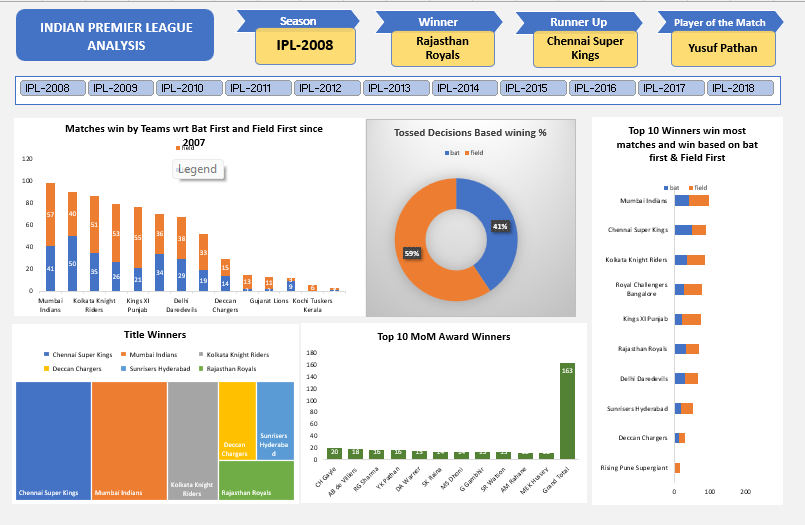 INDIAN PREMIER LEAGUE
ANALYSIS
Season
IPL-2008
Winner
Rajasthan
Royals
Runner Up
Chennai Super
Kings
Player of the Match
Yusuf Pathan
IPL-2008 IPL-2009 IPL-2010 IPL-2011 IPL-2012 IPL-2013 IPL-2014 IPL-2015 IPL-2016 IPL-2017 IPL-2018
Matches win by Teams wrt Bat First and Field First since
2007
field
Legend
120
100
80
60
40
20
0
57 40 51 53 55 36 38 33 15 13 11
41 50 35 26 21 34 29 19 14 9 6
Mumbai
Indians
Kolkata Knight
Riders
Kings XI
Punjab
Delhi
Daredevils
Deccan
Chargers
Gujarat Lions
Kochi Tuskers
Kerala
Tossed Decisions Based wining %
bat field
41%
59%
Top 10 Winners win most
matches and win based on bat
first & Field First
bat field
Mumbai Indians
Chennai Super Kings
Kolkata Knight Riders
Royal Challengers
Bangalore
Kings XI Punjab
Rajasthan Royals
Delhi Daredevils
Sunrisers Hyderabad
Deccan Chargers
Rising Pune Supergiant
0 100 200
Title Winners
Chennai Super Kings Mumbai Indians Kolkata Knight Riders
Deccan Chargers Sunrisers Hyderabad Rajasthan Royals
Chennai Super Kings
Mumbai Indians
Kolkata Knight
Riders
Deccan
Chargers
Sunrisers
Hyderaba
d
Rajasthan Royals
Top 10 MoM Award Winners
180
160
140
120
100
80
60
40
20
0
20 18 16 16 15 14 14 13 13 163
CH Gayle
AB de Villiers
RG Sharma
YK Pathan
DA Warner
SK Raina
MS Dhoni
G Gambhir
SR Watson
AM Rahane
MEK Hussey
Grand Total